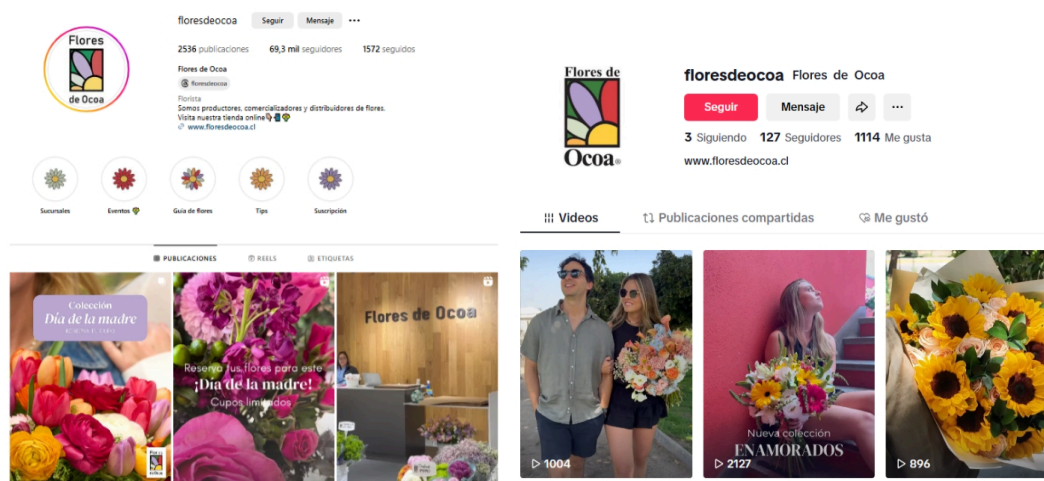 floresdeocoa Seguir Mensaje ...
2536 publicaciones 69,3 mil seguidores 1572 seguidos
Flores de Ocoa
floresdeocoa
Florista
Somos productores, comercializadores y distribuidores de flores.
Visita nuestra tienda online
www.floresdeocoa.cl
Flores
de Ocoa
Sucursales Eventos Guía de flores Tips Suscripción
PUBLICACIONES REELS ETIQUETAS
Colección
Día de la madre
Flores de Ocoa
Reserva tus flores para este
¡Día de la madre!
Cupos limitados
Flores de
Ocoa®
floresdeocoa Flores de Ocoa
Seguir Mensaje ...
3 Siguiendo 127 Seguidores 1114 Me gusta
www.floresdeocoa.cl
Videos Publicaciones compartidas Me gustó
1004
Nueva colección
ENAMORADOS
2127
896